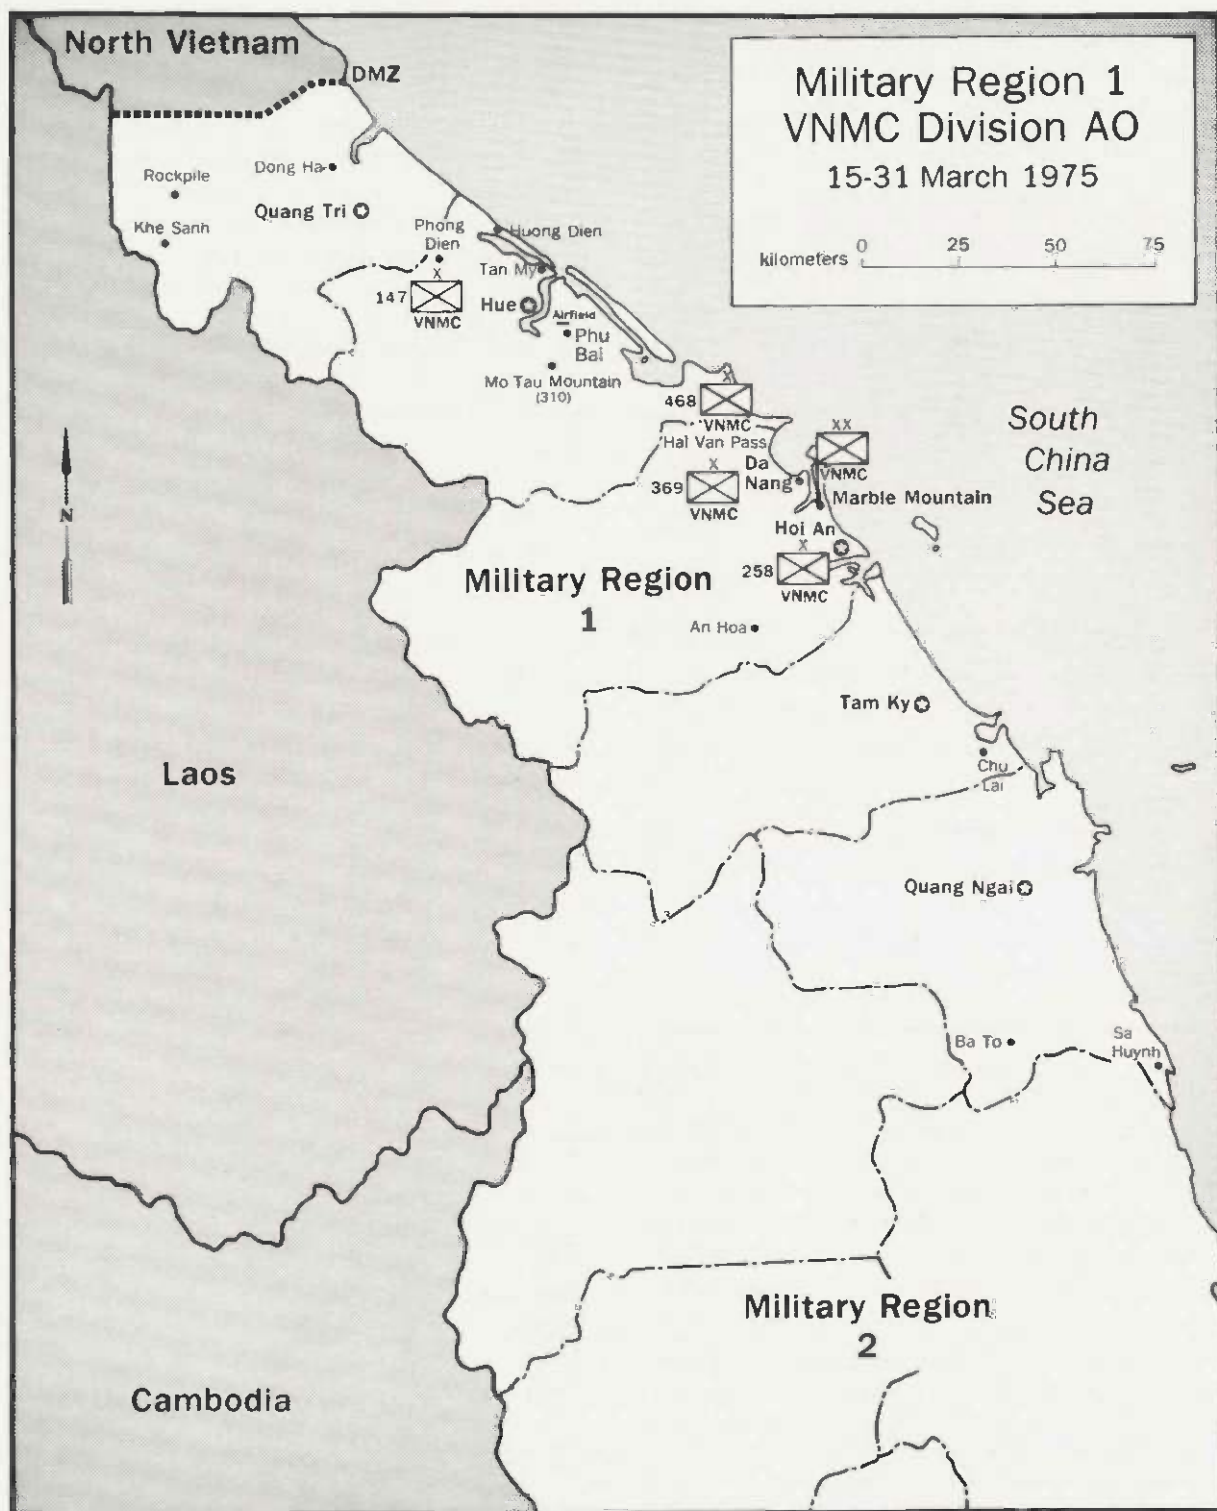 North Vietnam
DMZ
Military Region 1
VNMC Division AO
15-31 March 1975
kilometers
0 25 50 75
Rockpile
Dong Ha
Khe Sanh
Quang Tri
Phong
Dien
Huong Dien
Tan My
X
147
VNMC
Hue
Airfield
Phu
Bai
Mo Tau Mountain
(310)
X
468
VNMC
Hai Van Pass
XX
VNMC
X
369
VNMC
Da
Nang
Marble Mountain
Hoi An
X
258
VNMC
South
China
Sea
N
Military Region
1
An Hoa
Tam Ky
Chu
Lai
Laos
Quang Ngai
Ba To
Sa
Huynh
Military Region
2
Cambodia